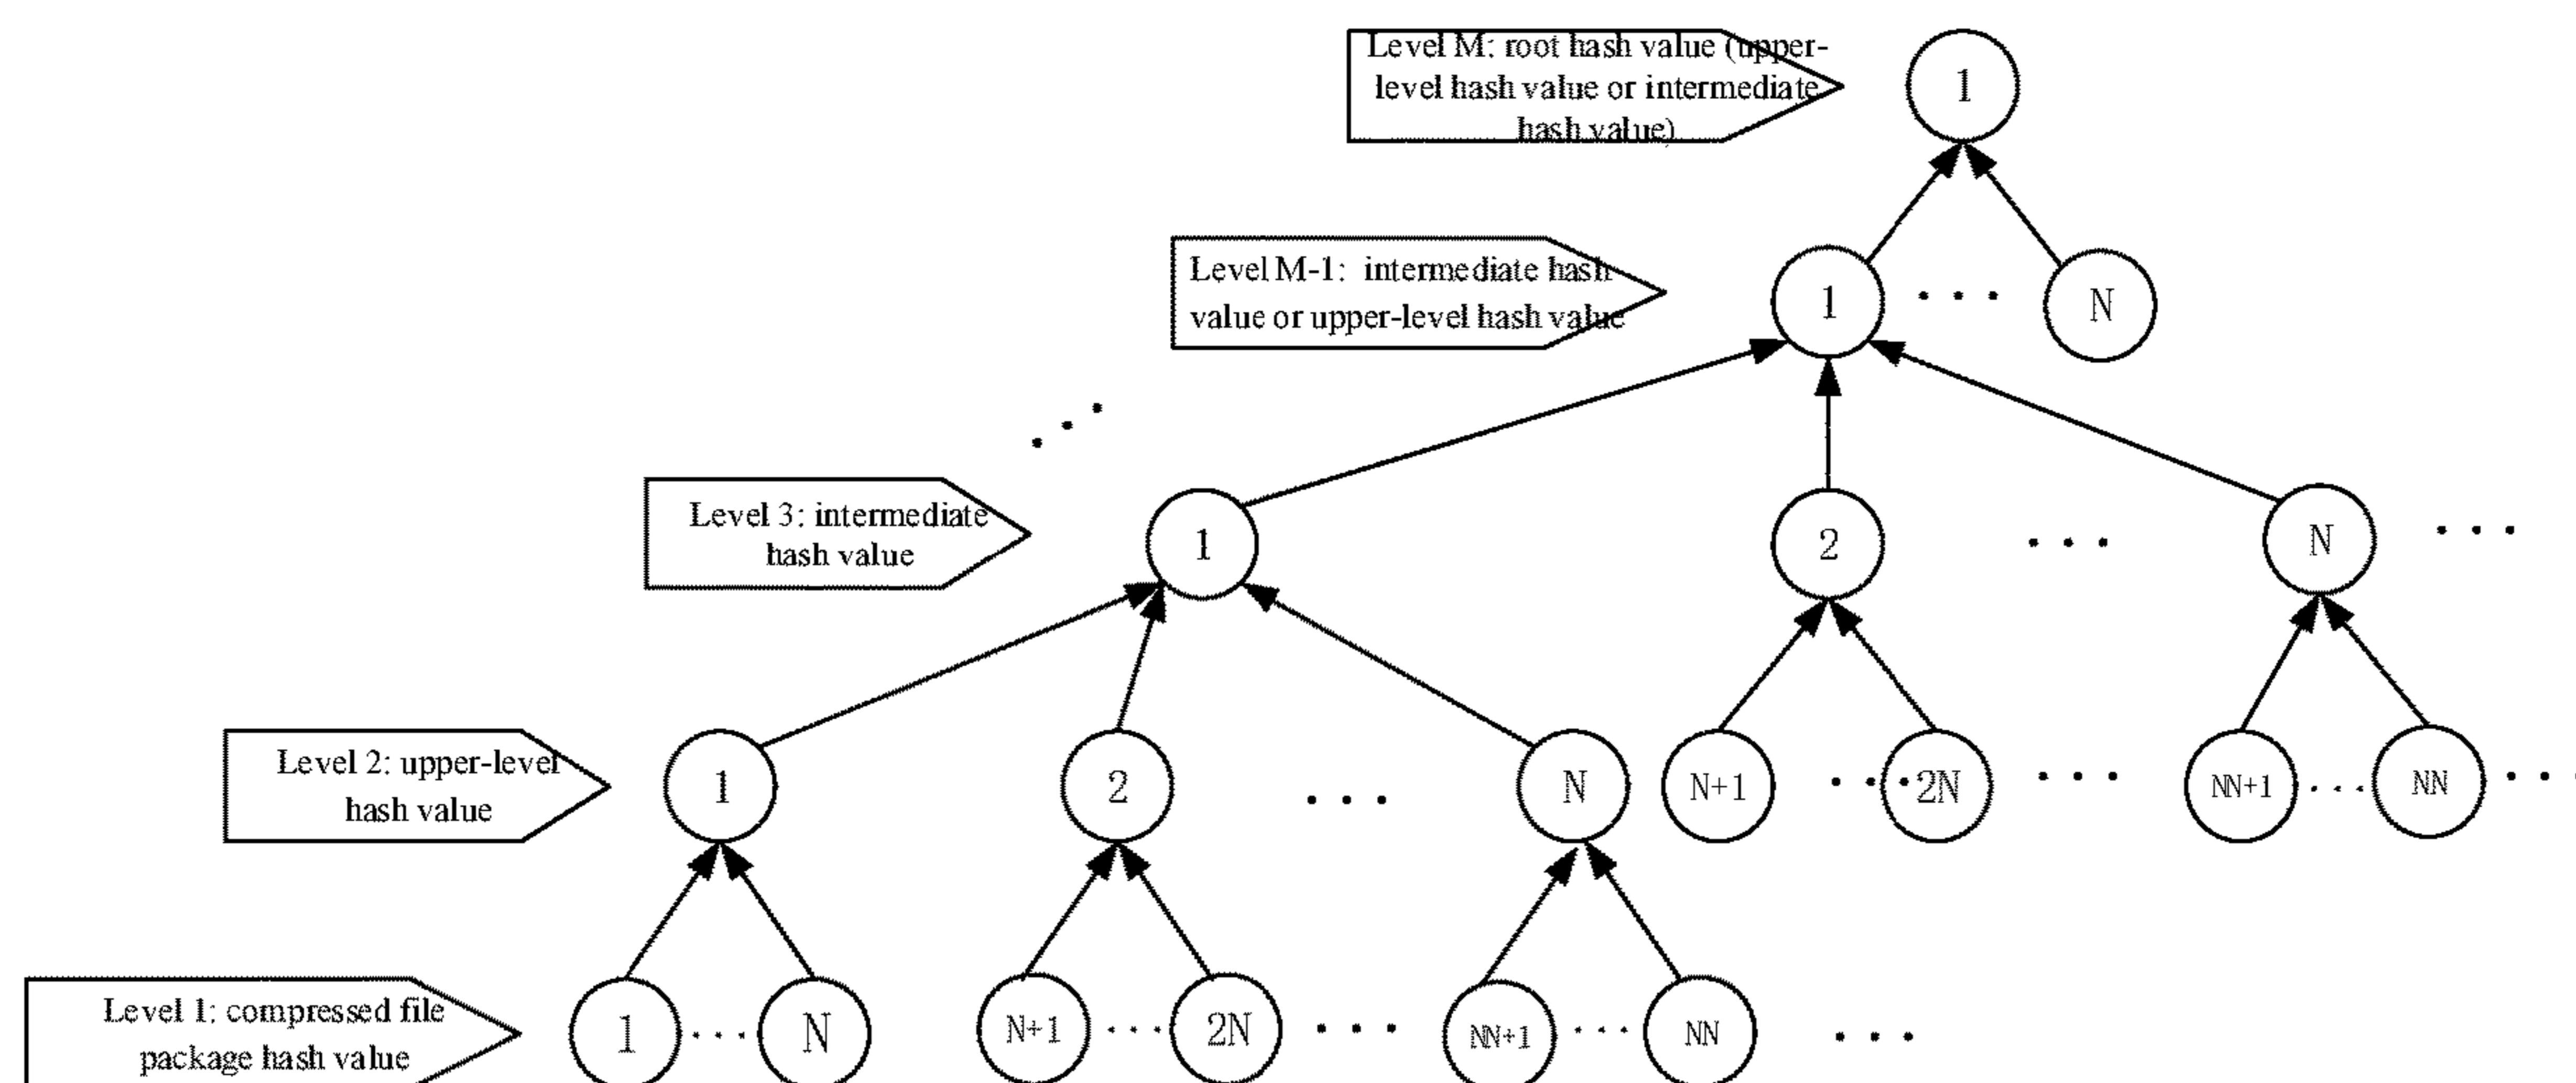 Level M: root hash value (upper-
level hash value or intermediate
hash value)
1
Level M-1: intermediate hash
value or upper-level hash value
1 ... N
Level 3: intermediate
hash value
1 2 ... N ...
Level 2: upper-level
hash value
1 2 ... N N+1 ... 2N ... NN+1 ... NN ...
Level 1: compressed file
package hash value
1 ... N N+1 ... 2N ... NN+1 ... NN ...